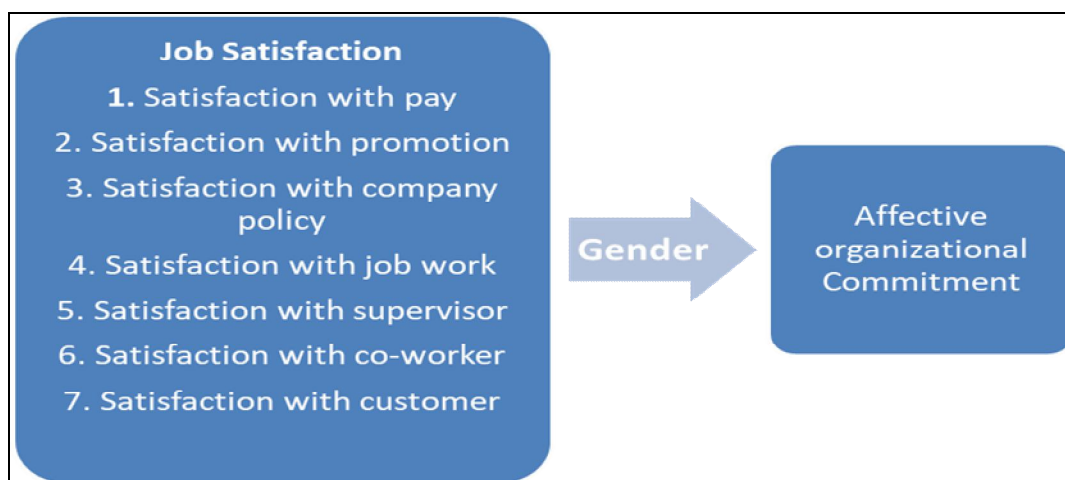 Job Satisfaction
1. Satisfaction with pay
2. Satisfaction with promotion
3. Satisfaction with company
policy
4. Satisfaction with job work
5. Satisfaction with supervisor
6. Satisfaction with co-worker
7. Satisfaction with customer
Gender
Affective
organizational
Commitment